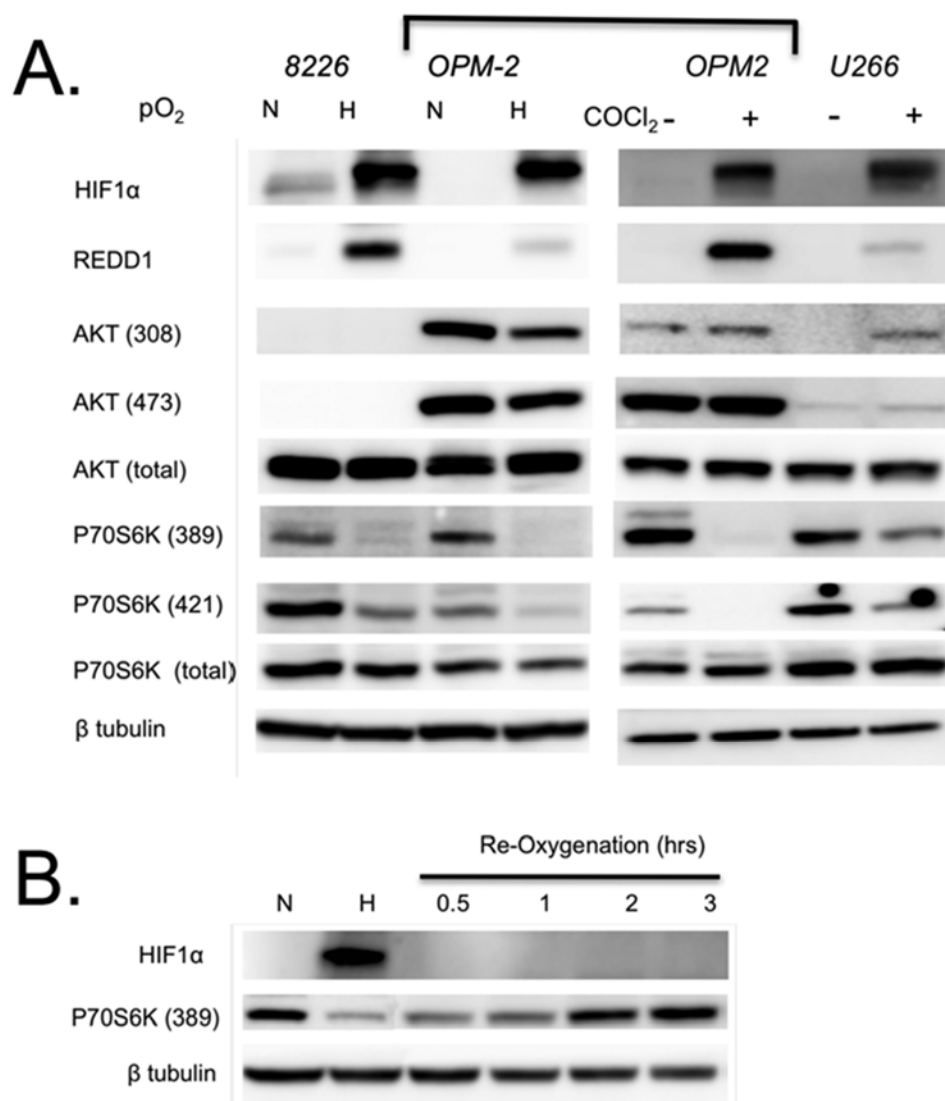 A.
8226 OPM-2 OPM2 U266
pO2 N H N H COCl2 - + - +
HIF1α
REDD1
AKT (308)
AKT (473)
AKT (total)
P70S6K (389)
P70S6K (421)
P70S6K (total)
β tubulin
B.
Re-Oxygenation (hrs)
N H 0.5 1 2 3
HIF1α
P70S6K (389)
β tubulin